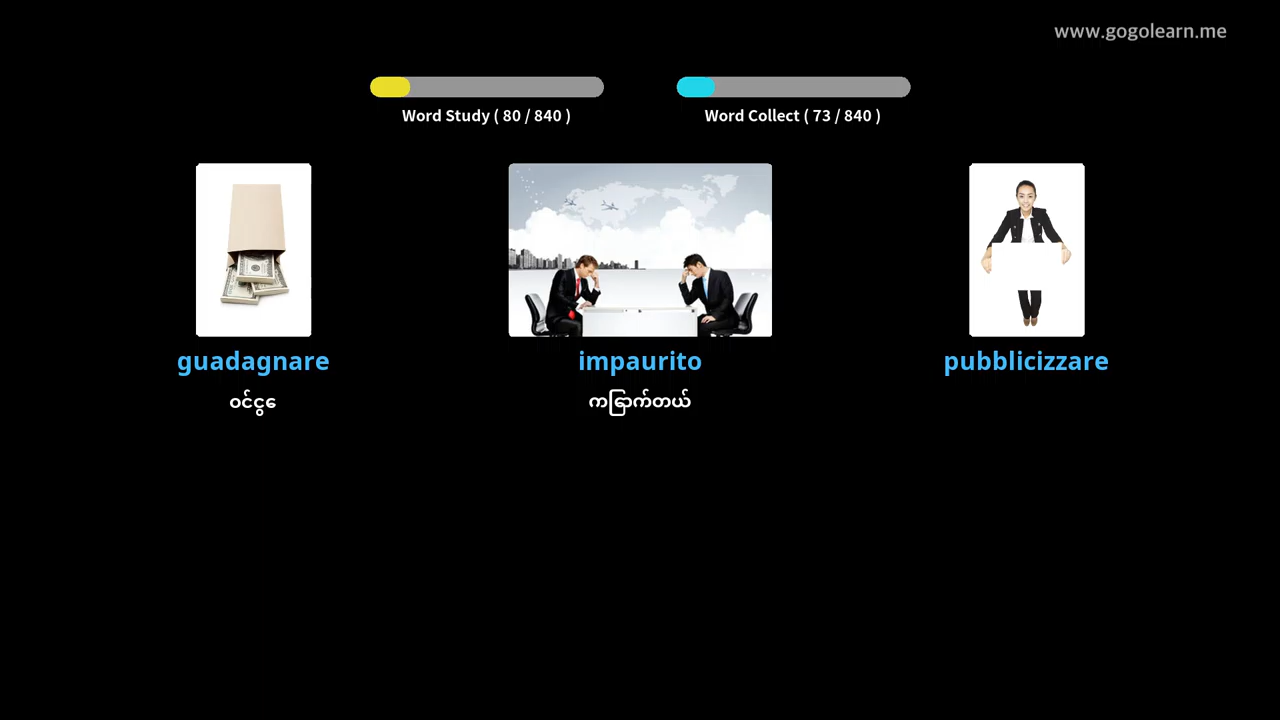 www.gogolearn.me
Word Study ( 80 / 840 )
Word Collect ( 73 / 840 )
guadagnare
impaurito
pubblicizzare
ဝင်ငွေ
ကြောက်တယ်